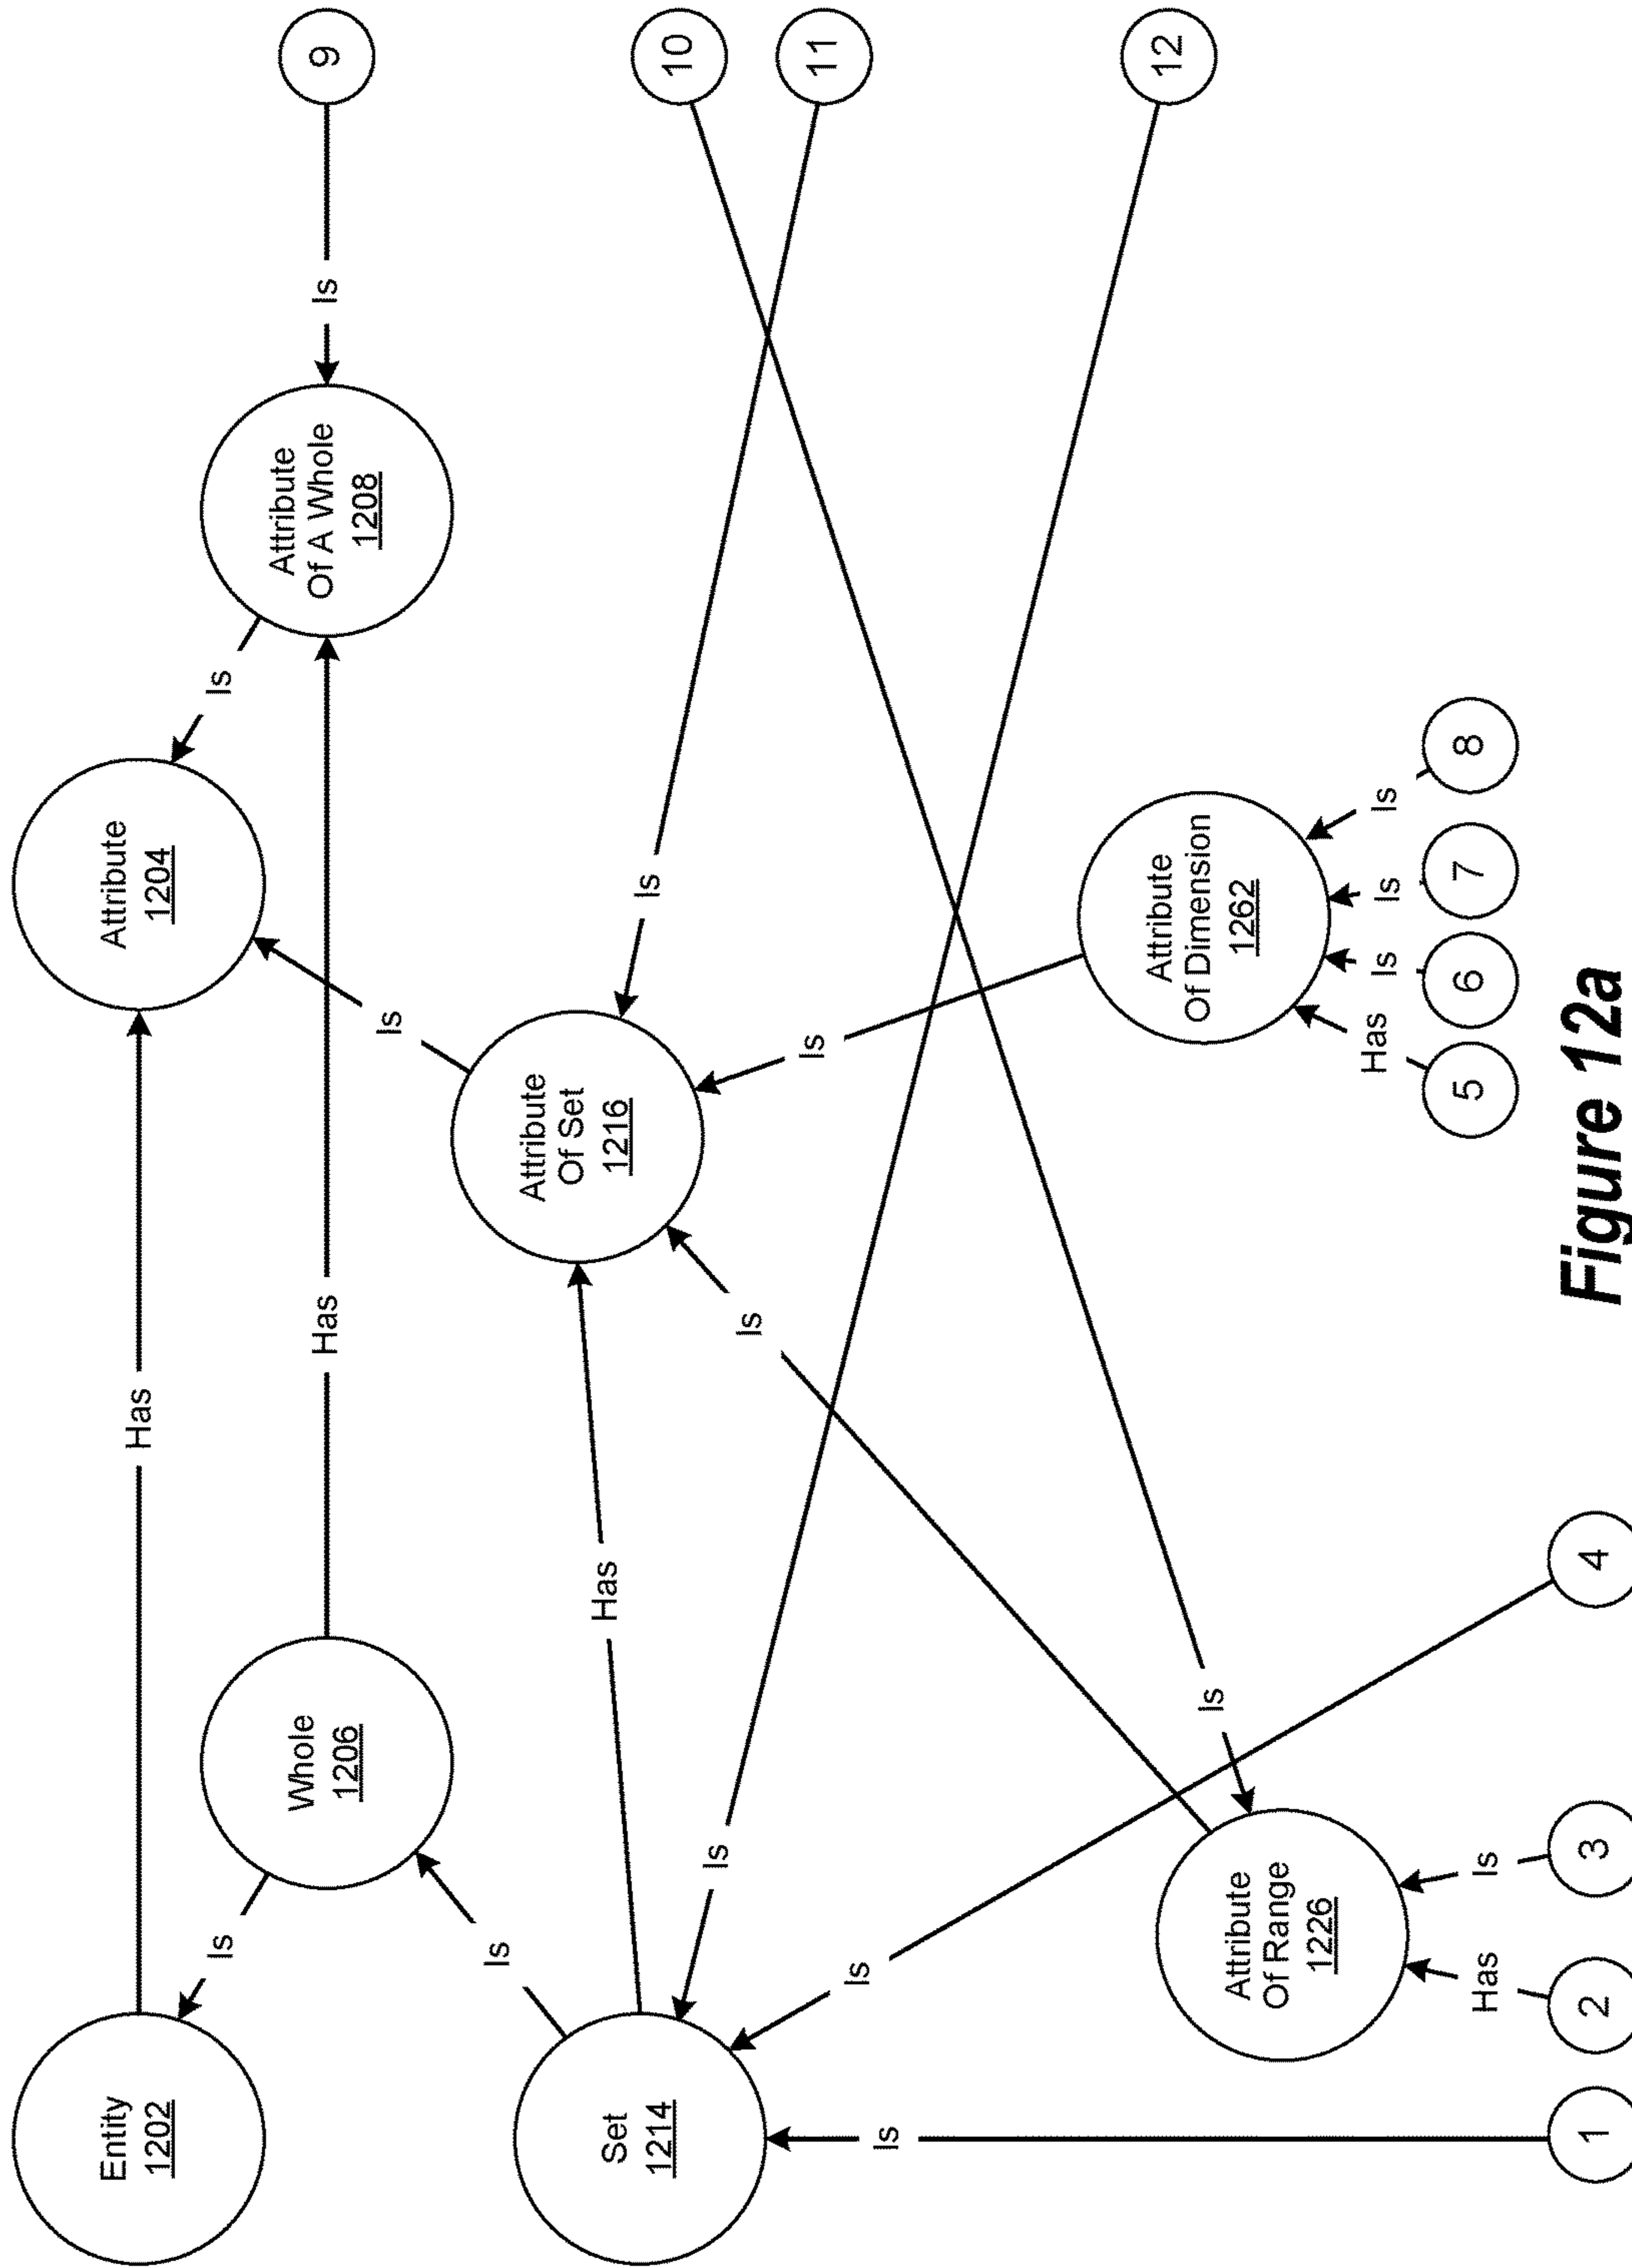 Entity
1202
Has
Attribute
1204
Is
Is
Whole
1206
Has
Attribute
Of A Whole
1208
Is
9
Is
Is
Set
1214
Has
Attribute
Of Set
1216
Is
10
11
Is
Is
Is
Is
12
Is
Attribute
Of Range
1226
Is
Attribute
Of Dimension
1262
Is
Has
Is
Has
Is
Is
Is
5
6
7
8
1
2
3
4
Figure 12a